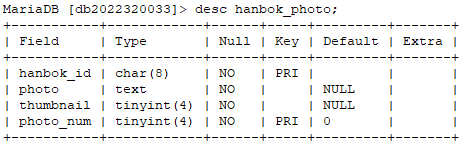 MariaDB [db2022320033]> desc hanbok_photo;
+-----------+------------+------+-----+---------+-------+
| Field     | Type       | Null | Key | Default | Extra |
+-----------+------------+------+-----+---------+-------+
| hanbok_id | char(8)    | NO   | PRI |         |       |
| photo     | text       | NO   |     | NULL    |       |
| thumbnail | tinyint(4) | NO   |     | NULL    |       |
| photo_num | tinyint(4) | NO   | PRI | 0       |       |
+-----------+------------+------+-----+---------+-------+